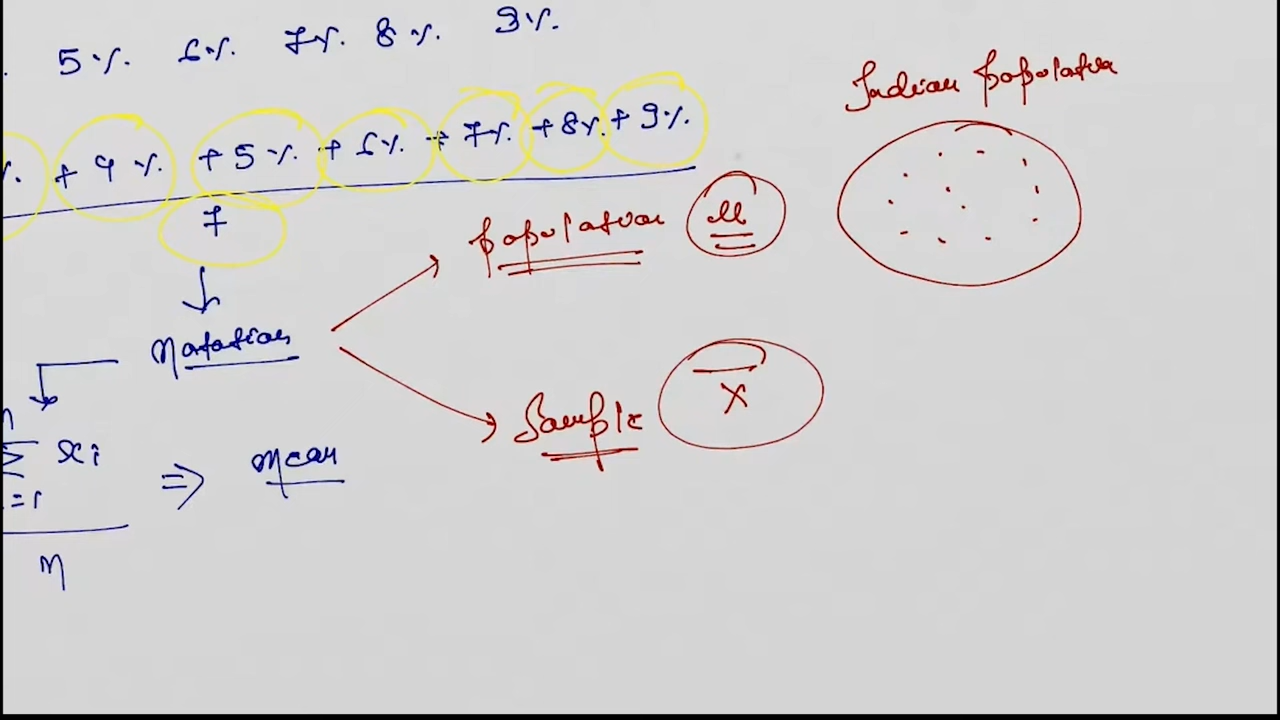 5 %. 6 %. 7 %. 8 %. 9 %.
%. + 4 %. + 5 %. + 6 %. + 7 %. + 8 %. + 9 %.
7
Indian population
population μ
Notation
Sample X̄
n
Σ xi ⇒ mean
i=1
n